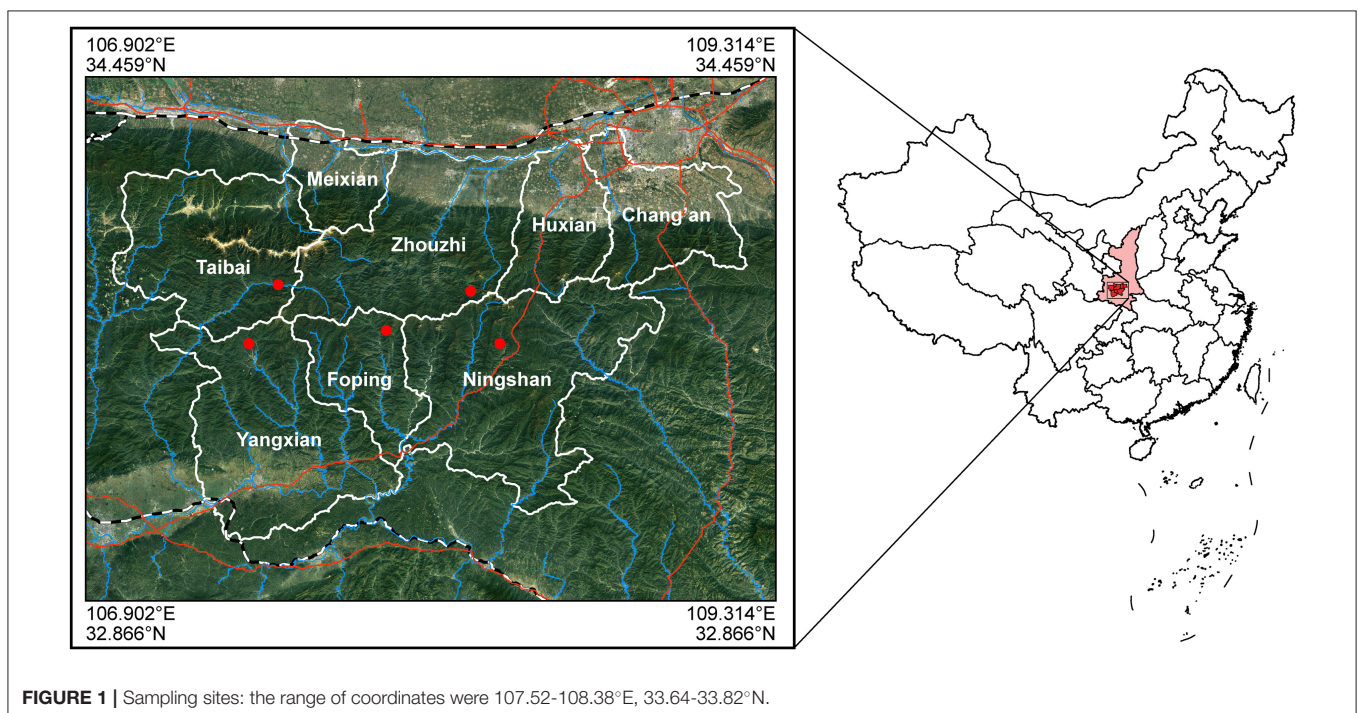 106.902°E
34.459°N
109.314°E
34.459°N
Meixian
Chang'an
Huxian
Zhouzhi
Taibai
Foping
Ningshan
Yangxian
106.902°E
32.866°N
109.314°E
32.866°N
FIGURE 1 | Sampling sites: the range of coordinates were 107.52-108.38°E, 33.64-33.82°N.